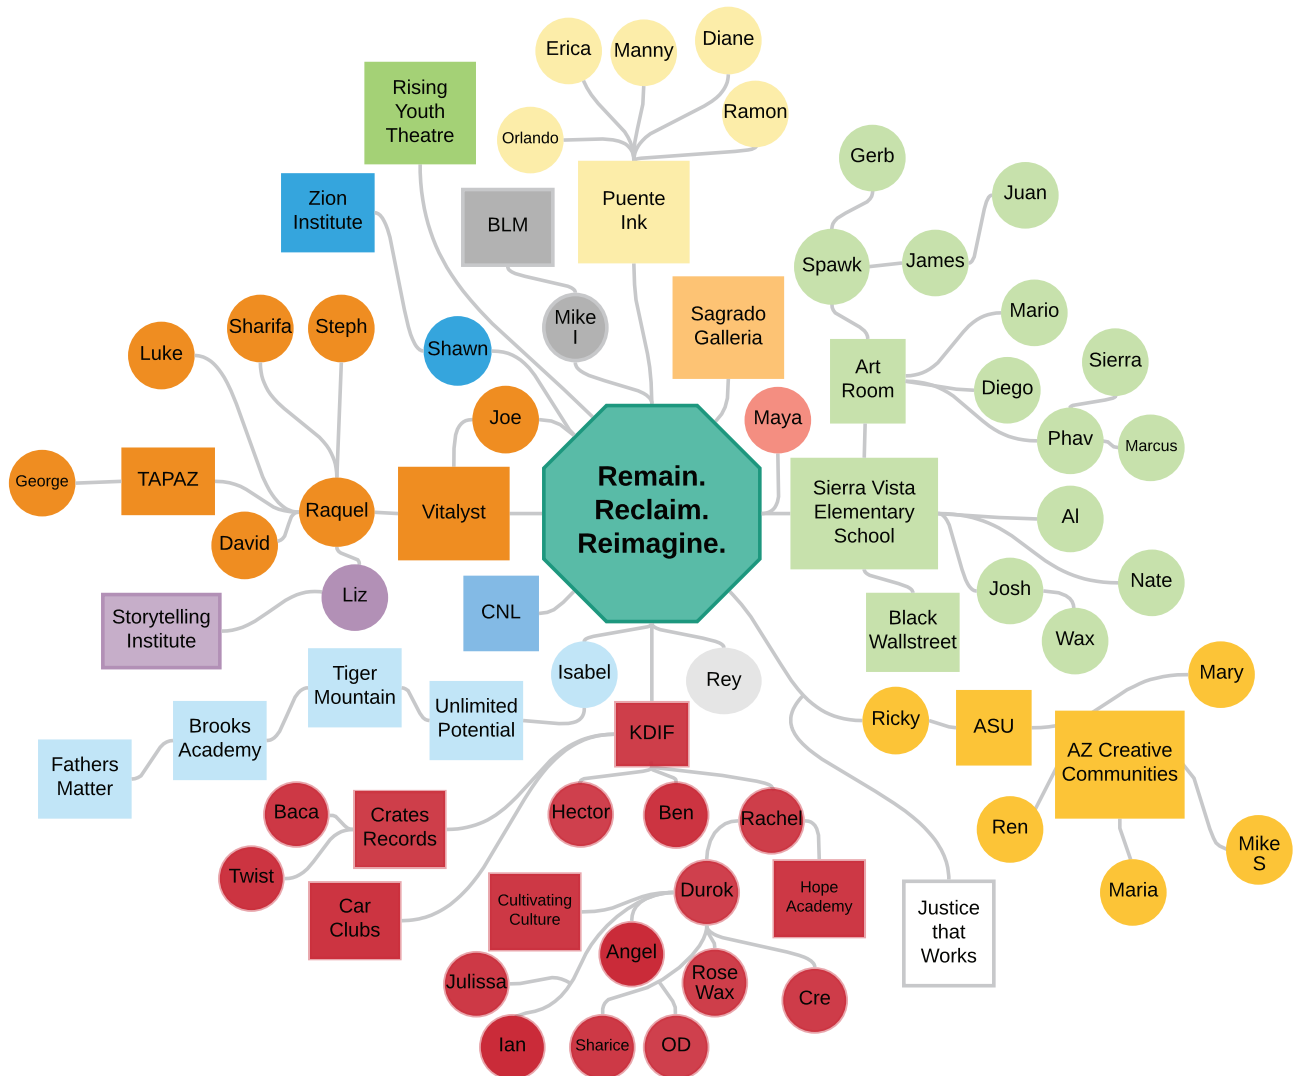 Erica
Manny
Diane
Rising
Youth
Theatre
Orlando
Ramon
Gerb
Zion
Institute
BLM
Puente
Ink
Juan
Spawk
James
Sharifa
Steph
Luke
Shawn
Mike
I
Sagrado
Galleria
Mario
Art
Room
Diego
Sierra
Joe
Maya
Phav
Marcus
George
TAPAZ
Raquel
Vitalyst
David
Remain.
Reclaim.
Reimagine.
Sierra Vista
Elementary
School
Al
Nate
Josh
Wax
Black
Wallstreet
Liz
Storytelling
Institute
CNL
Tiger
Mountain
Isabel
Rey
Unlimited
Potential
Brooks
Academy
Fathers
Matter
KDIF
Ricky
ASU
Mary
AZ Creative
Communities
Ren
Maria
Mike
S
Baca
Twist
Crates
Records
Car
Clubs
Hector
Ben
Rachel
Cultivating
Culture
Durok
Hope
Academy
Justice
that
Works
Angel
Julissa
Rose
Wax
Cre
Ian
Sharice
OD